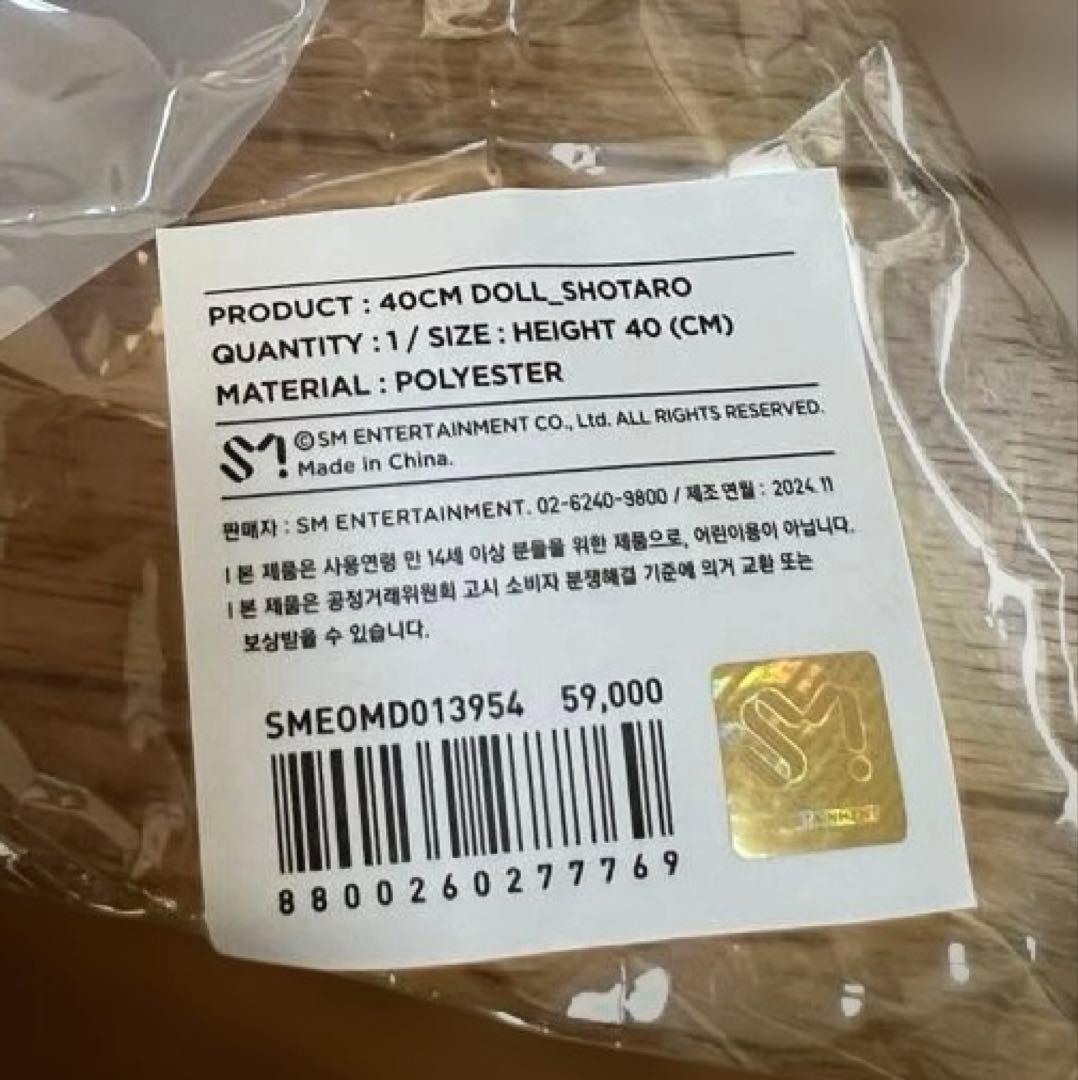 PRODUCT : 40CM DOLL_SHOTARO
QUANTITY : 1 / SIZE : HEIGHT 40 (CM)
MATERIAL : POLYESTER
SM! ©SM ENTERTAINMENT CO., Ltd. ALL RIGHTS RESERVED.
Made in China.
판매자 : SM ENTERTAINMENT. 02-6240-9800 / 제조 연월 : 2024.11
| 본 제품은 사용연령 만 14세 이상 분들을 위한 제품으로, 어린이용이 아닙니다.
| 본 제품은 공정거래위원회 고시 소비자 분쟁해결 기준에 의거 교환 또는
보상받을 수 있습니다.
SMEOMD013954 59,000
8800260277769
SM!